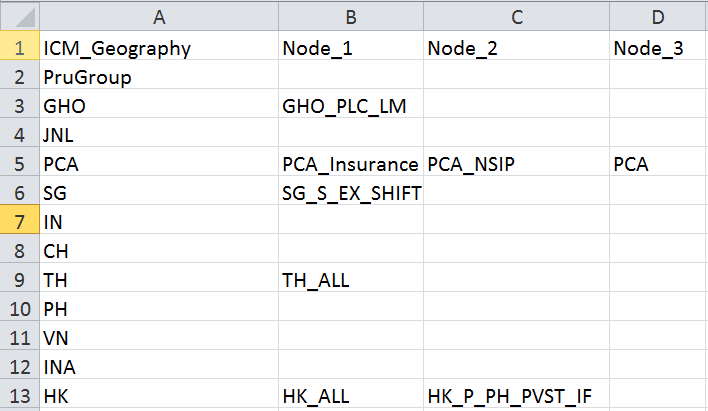 A B C D
1 ICM_Geography Node_1 Node_2 Node_3
2 PruGroup
3 GHO GHO_PLC_LM
4 JNL
5 PCA PCA_Insurance PCA_NSIP PCA
6 SG SG_S_EX_SHIFT
7 IN
8 CH
9 TH TH_ALL
10 PH
11 VN
12 INA
13 HK HK_ALL HK_P_PH_PVST_IF